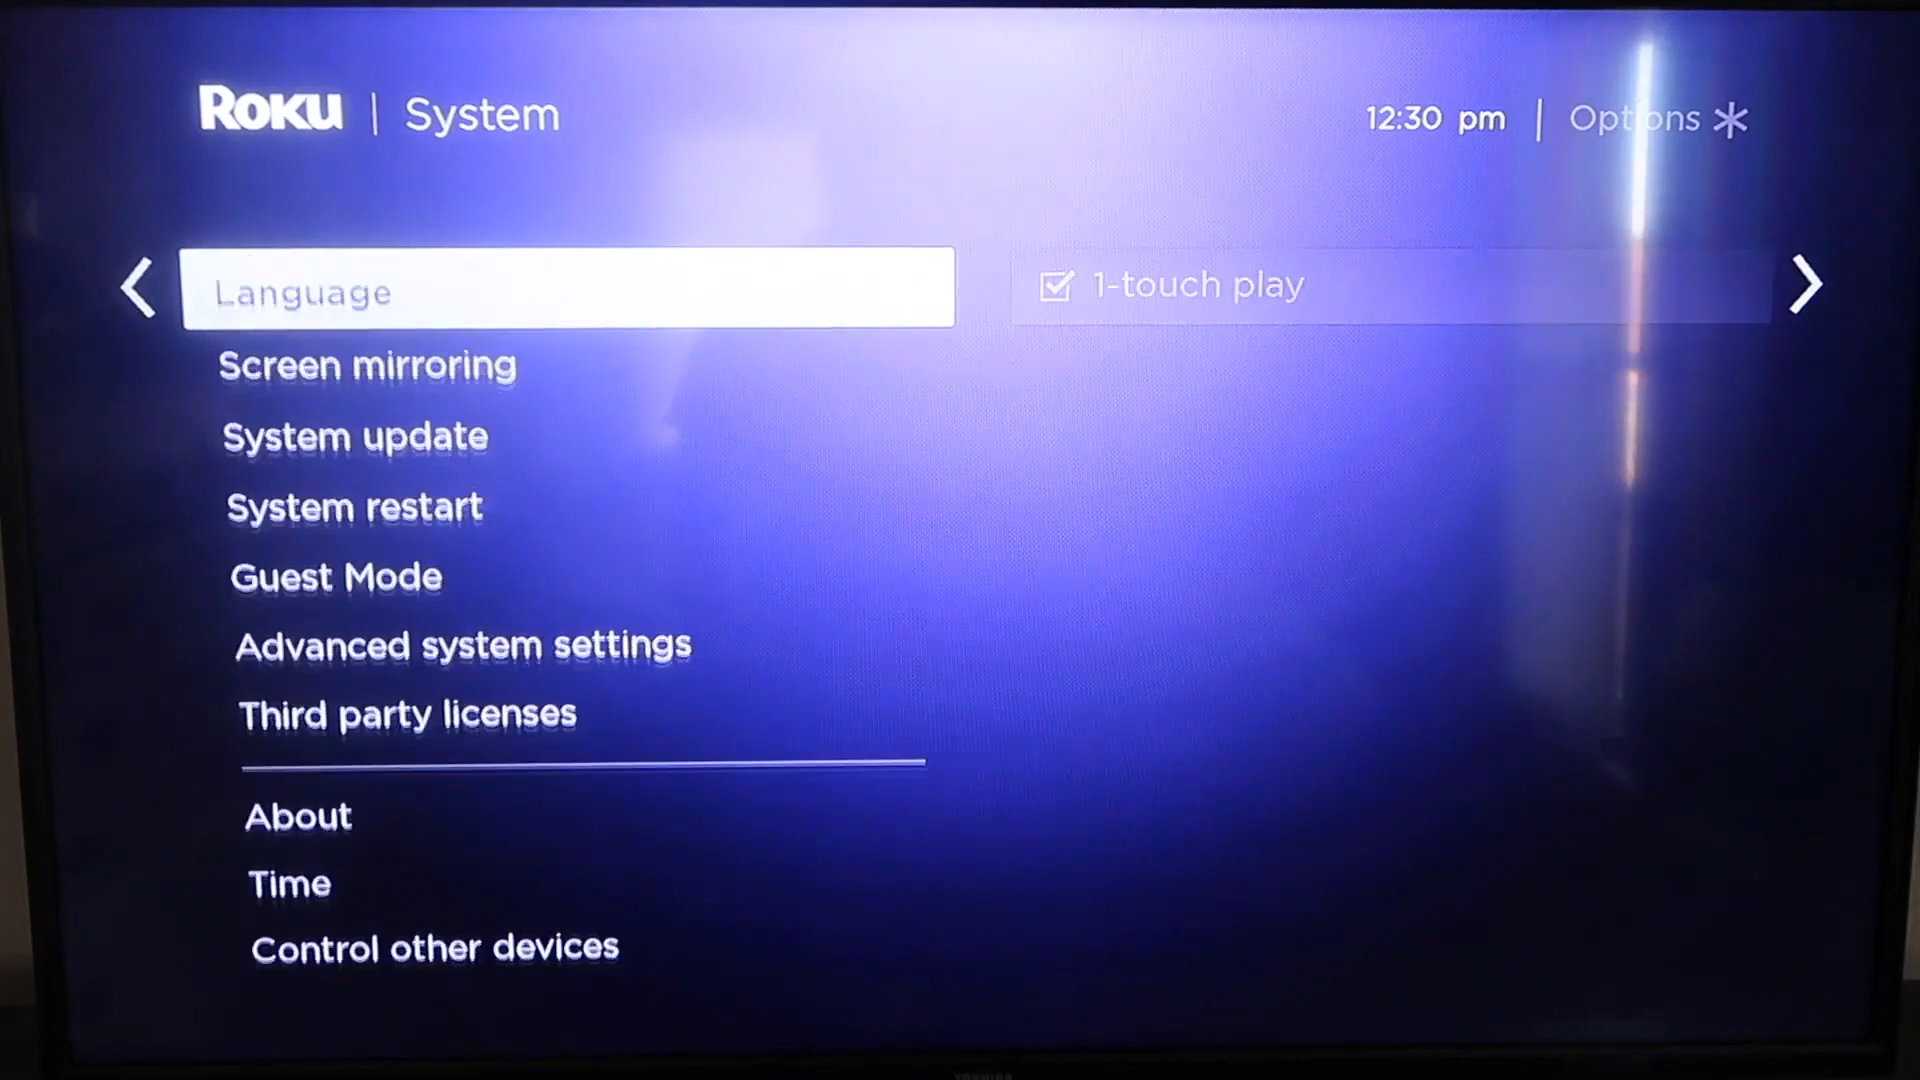 Roku | System
12:30 pm | Options *
Language
1-touch play
Screen mirroring
System update
System restart
Guest Mode
Advanced system settings
Third party licenses
About
Time
Control other devices
TOSHIBA